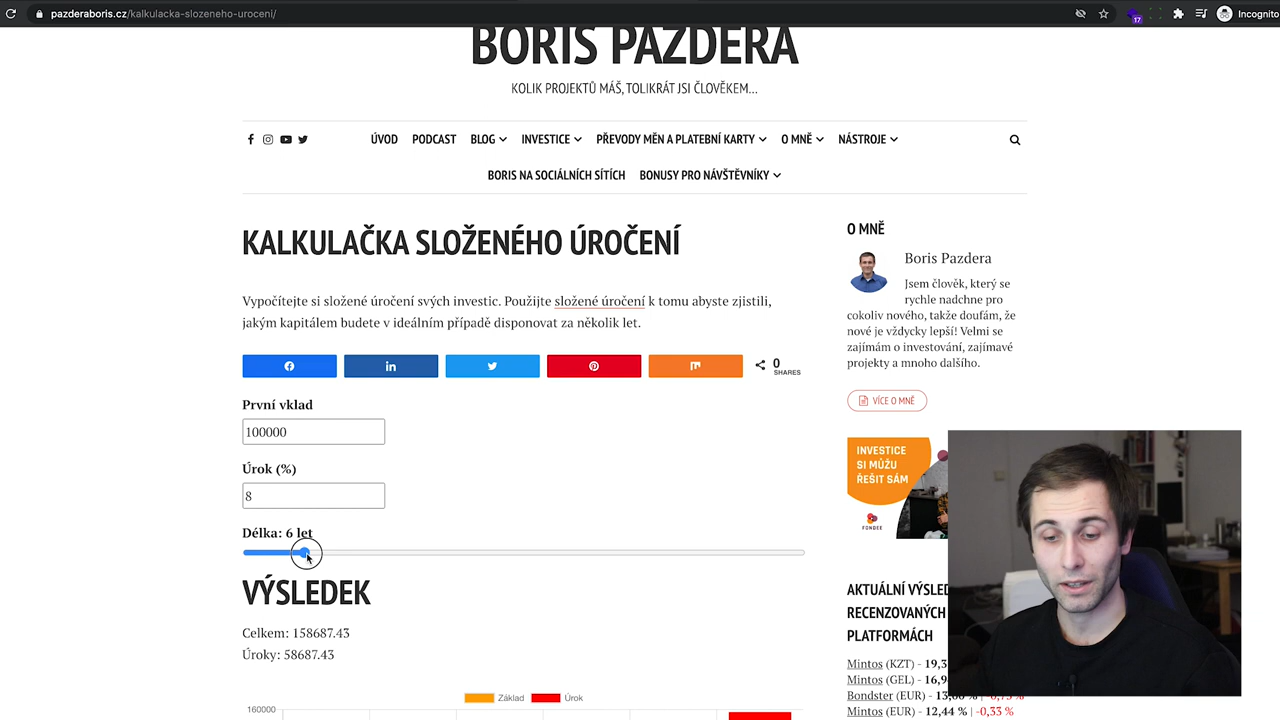 pazderaboris.cz/kalkulacka-slozeneho-uroceni/
17
Incognito
BORIS PAZDERA
KOLIK PROJEKTŮ MÁŠ, TOLIKRÁT JSI ČLOVĚKEM...
ÚVOD PODCAST BLOG INVESTICE PŘEVODY MĚN A PLATEBNÍ KARTY O MNĚ NÁSTROJE
BORIS NA SOCIÁLNÍCH SÍTÍCH BONUSY PRO NÁVŠTĚVNÍKY
KALKULAČKA SLOŽENÉHO ÚROČENÍ
Vypočítejte si složené úročení svých investic. Použijte složené úročení k tomu abyste zjistili,
jakým kapitálem budete v ideálním případě disponovat za několik let.
0
SHARES
První vklad
100000
Úrok (%)
8
Délka: 6 let
VÝSLEDEK
Celkem: 158687.43
Úroky: 58687.43
Základ Úrok
160000
O MNĚ
Boris Pazdera
Jsem člověk, který se
rychle nadchne pro
cokoliv nového, takže doufám, že
nové je vždycky lepší! Velmi se
zajímám o investování, zajímavé
projekty a mnoho dalšího.
VÍCE O MNĚ
INVESTICE
SI MŮŽU
ŘEŠIT SÁM
FONDEE
AKTUÁLNÍ VÝSLED
RECENZOVANÝCH
PLATFORMÁCH
Mintos (KZT) - 19,3
Mintos (GEL) - 16,9
Bondster (EUR) - 13,00 % | -0,75 %
Mintos (EUR) - 12,44 % | -0,33 %